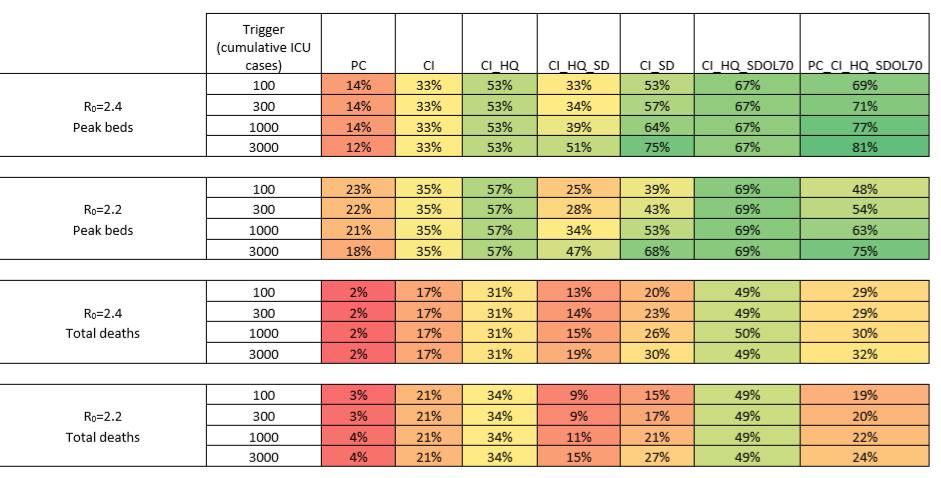 Trigger
(cumulative ICU
cases) PC CI CI_HQ CI_HQ_SD CI_SD CI_HQ_SDOL70 PC_CI_HQ_SDOL70
R₀=2.4
Peak beds
100 14% 33% 53% 33% 53% 67% 69%
300 14% 33% 53% 34% 57% 67% 71%
1000 14% 33% 53% 39% 64% 67% 77%
3000 12% 33% 53% 51% 75% 67% 81%
R₀=2.2
Peak beds
100 23% 35% 57% 25% 39% 69% 48%
300 22% 35% 57% 28% 43% 69% 54%
1000 21% 35% 57% 34% 53% 69% 63%
3000 18% 35% 57% 47% 68% 69% 75%
R₀=2.4
Total deaths
100 2% 17% 31% 13% 20% 49% 29%
300 2% 17% 31% 14% 23% 49% 29%
1000 2% 17% 31% 15% 26% 50% 30%
3000 2% 17% 31% 19% 30% 49% 32%
R₀=2.2
Total deaths
100 3% 21% 34% 9% 15% 49% 19%
300 3% 21% 34% 9% 17% 49% 20%
1000 4% 21% 34% 11% 21% 49% 22%
3000 4% 21% 34% 15% 27% 49% 24%